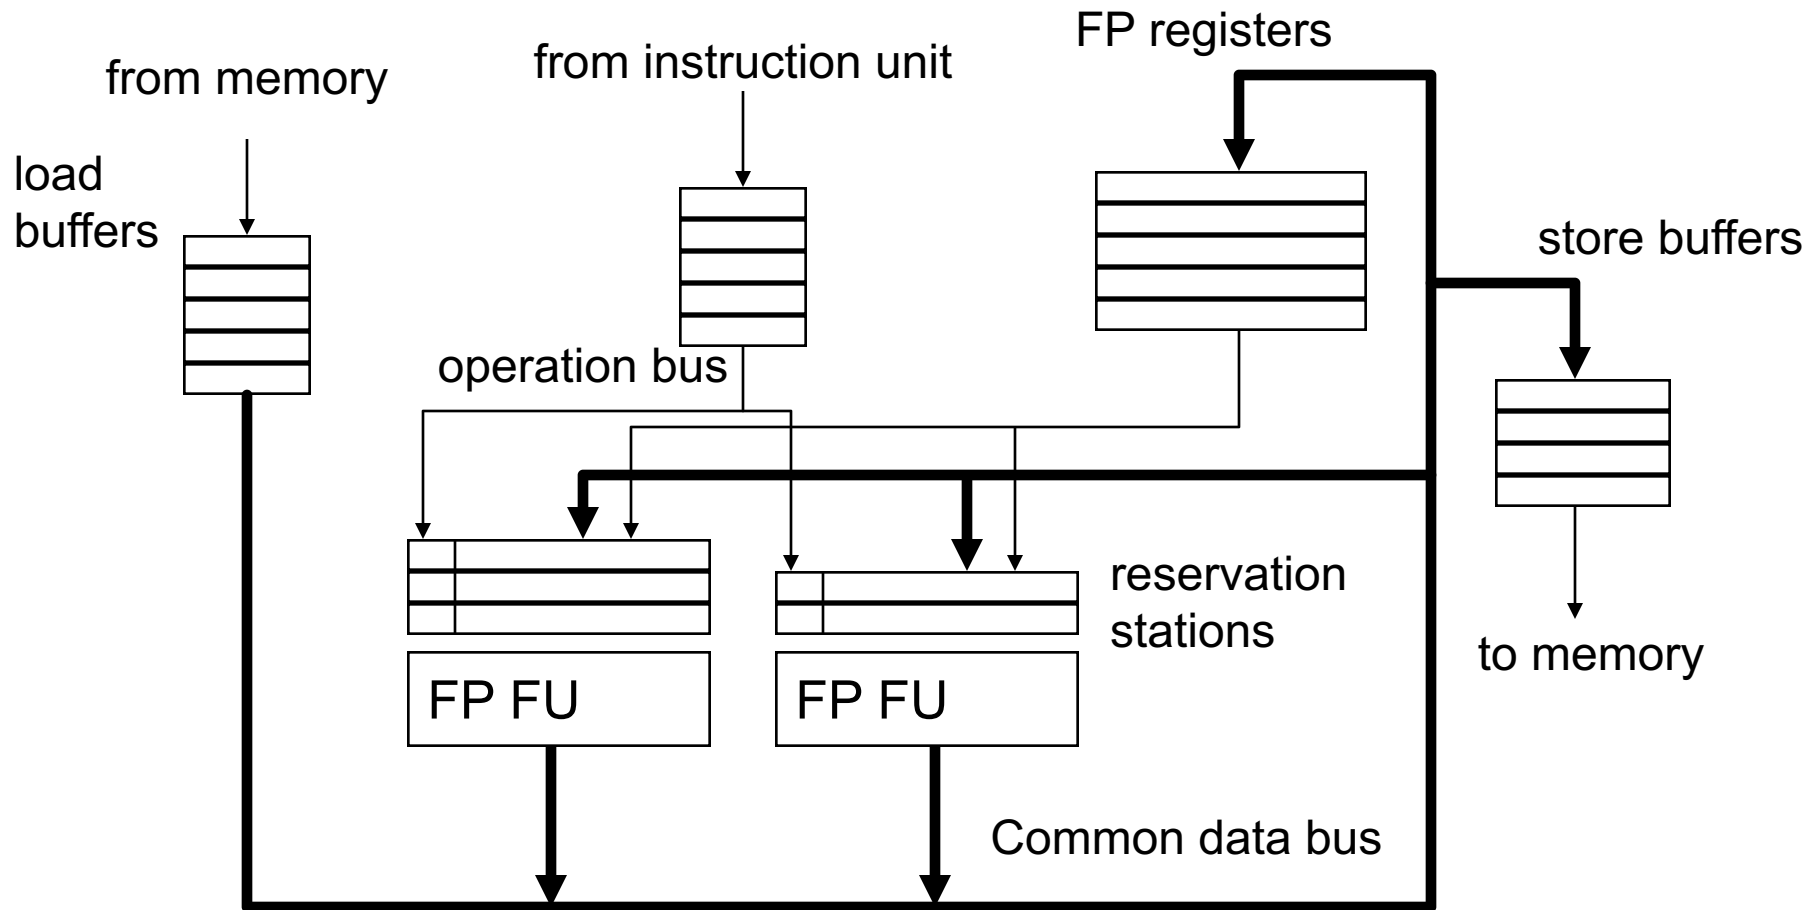 FP registers
from instruction unit
from memory
load
buffers
store buffers
operation bus
reservation
stations
to memory
FP FU
FP FU
Common data bus